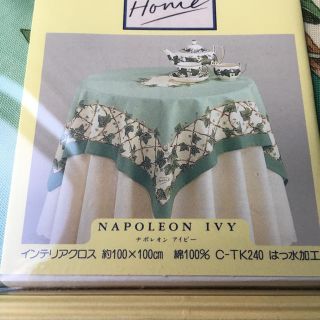 Home
NAPOLEON IVY
ナポレオン アイビー
インテリアクロス 約100×100cm 綿100% C-TK240 はっ水加工